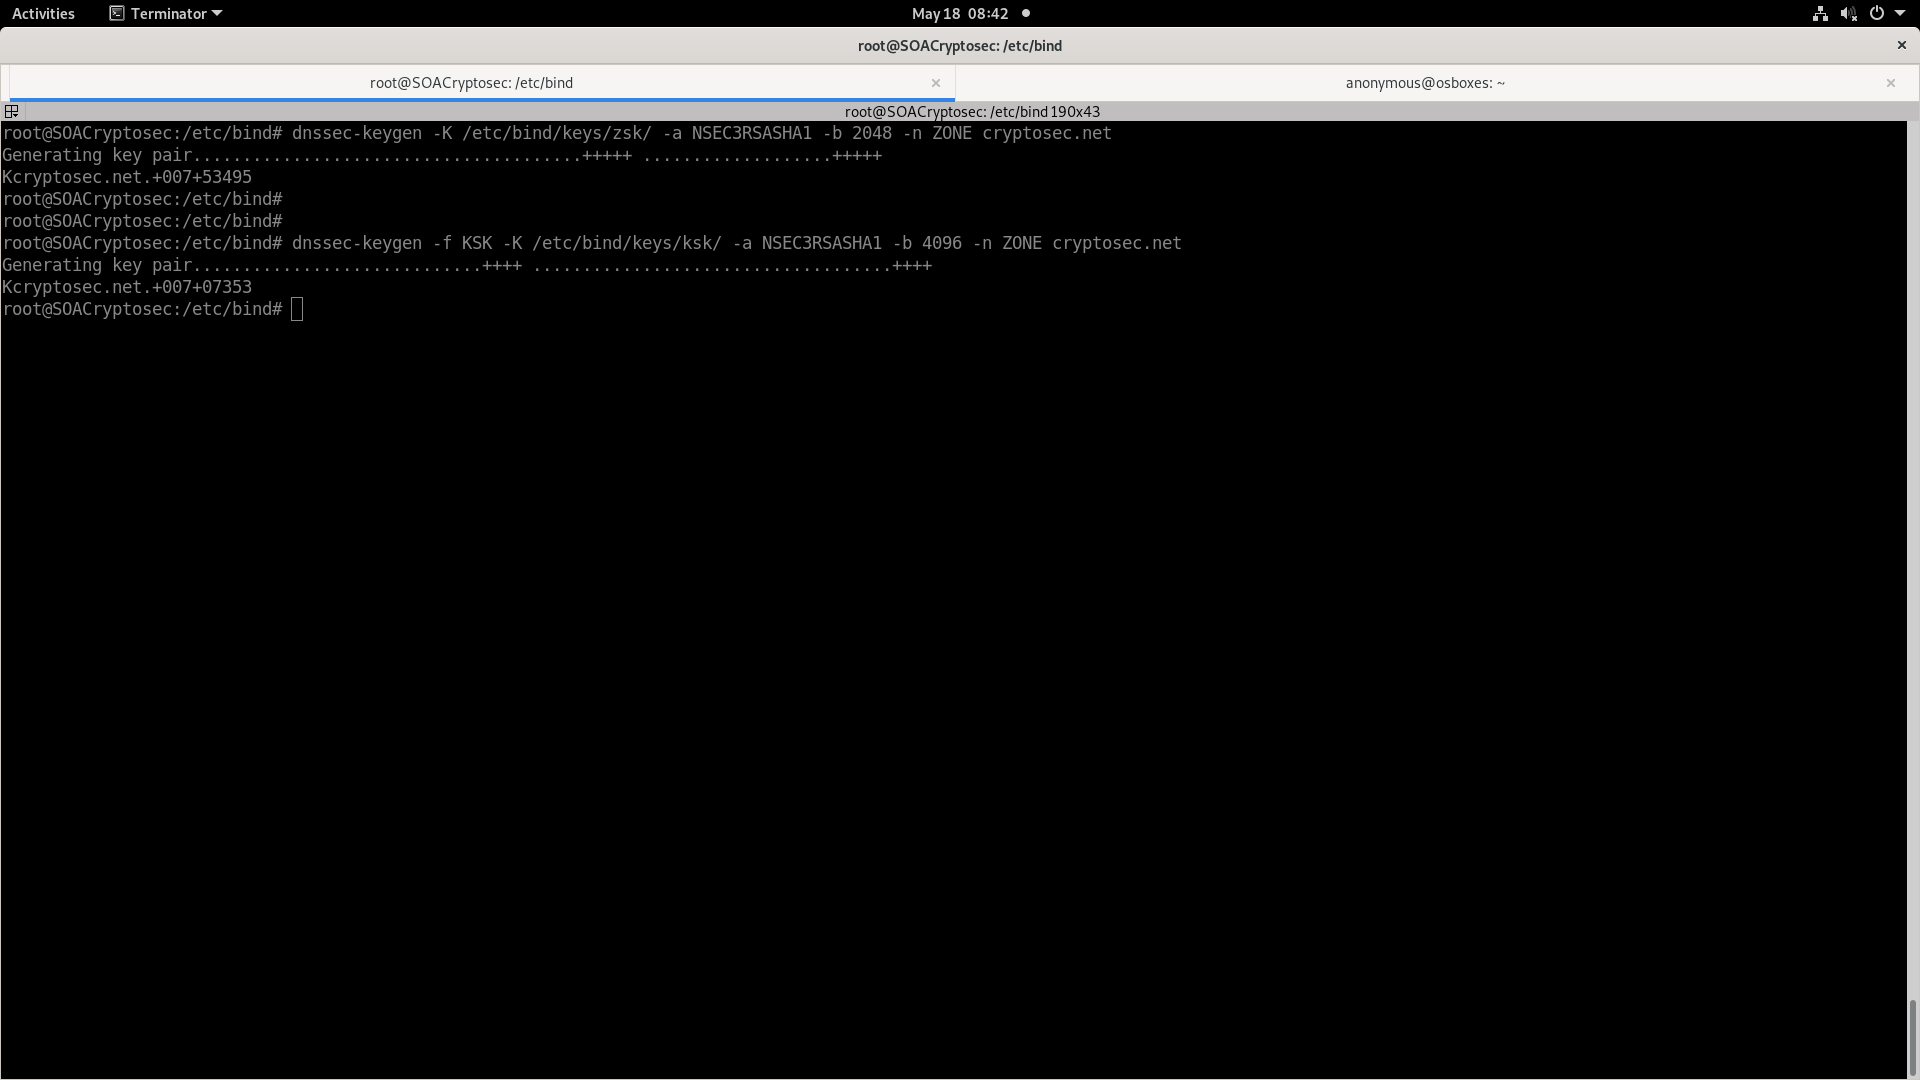 Activities Terminator May 18 08:42
root@SOACryptosec: /etc/bind
root@SOACryptosec: /etc/bind anonymous@osboxes: ~
root@SOACryptosec: /etc/bind 190x43
root@SOACryptosec:/etc/bind# dnssec-keygen -K /etc/bind/keys/zsk/ -a NSEC3RSASHA1 -b 2048 -n ZONE cryptosec.net
Generating key pair.......................................+++++ ...................+++++
Kcryptosec.net.+007+53495
root@SOACryptosec:/etc/bind#
root@SOACryptosec:/etc/bind#
root@SOACryptosec:/etc/bind# dnssec-keygen -f KSK -K /etc/bind/keys/ksk/ -a NSEC3RSASHA1 -b 4096 -n ZONE cryptosec.net
Generating key pair.............................++++ ....................................++++
Kcryptosec.net.+007+07353
root@SOACryptosec:/etc/bind#